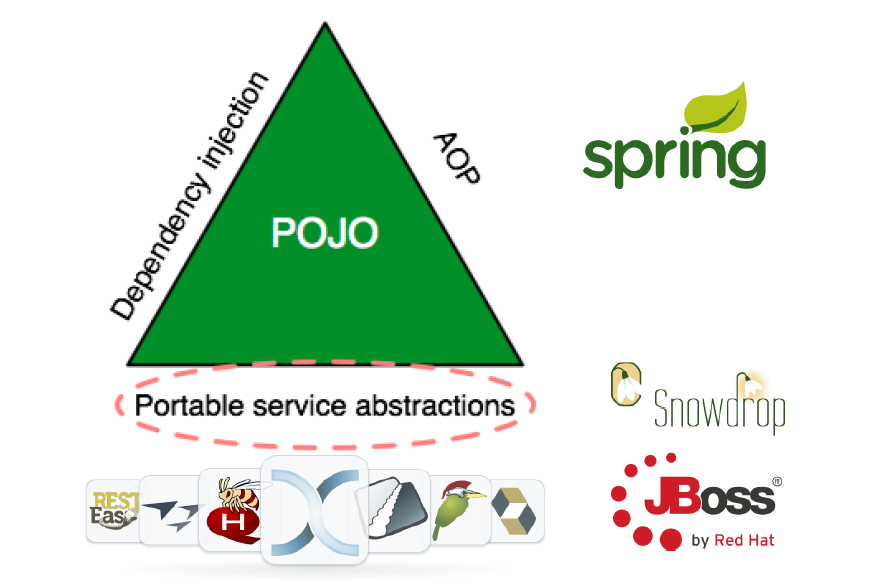 Dependency injection
AOP
POJO
spring
Portable service abstractions
Snowdrop
REST
Easy
H
JBoss®
by Red Hat